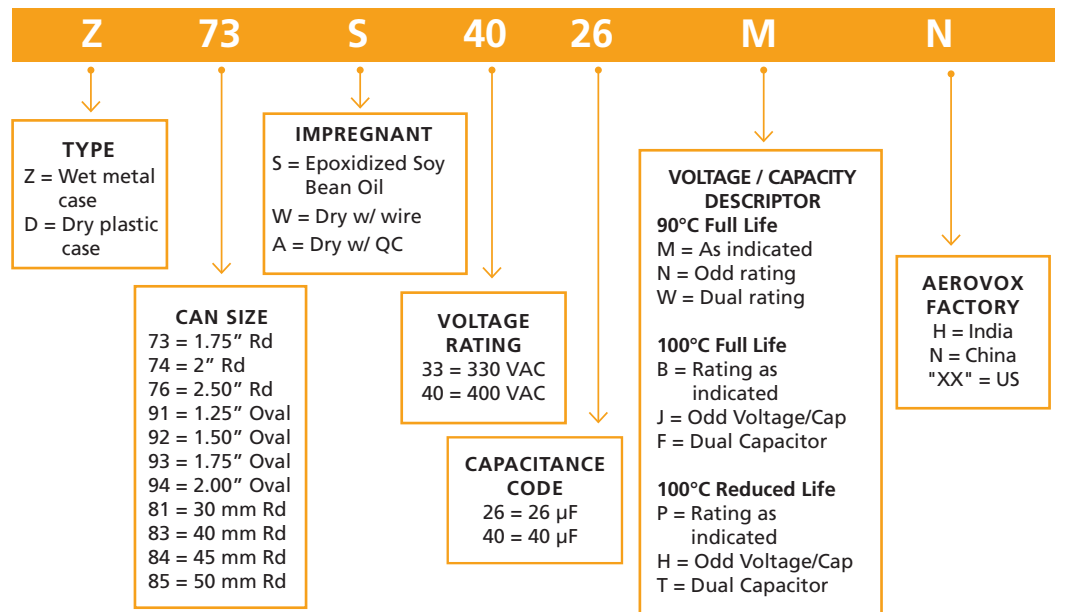 Z 73 S 40 26 M N
TYPE
Z = Wet metal
case
D = Dry plastic
case
CAN SIZE
73 = 1.75” Rd
74 = 2” Rd
76 = 2.50” Rd
91 = 1.25” Oval
92 = 1.50” Oval
93 = 1.75” Oval
94 = 2.00” Oval
81 = 30 mm Rd
83 = 40 mm Rd
84 = 45 mm Rd
85 = 50 mm Rd
IMPREGNANT
S = Epoxidized Soy
Bean Oil
W = Dry w/ wire
A = Dry w/ QC
VOLTAGE
RATING
33 = 330 VAC
40 = 400 VAC
CAPACITANCE
CODE
26 = 26 µF
40 = 40 µF
VOLTAGE / CAPACITY
DESCRIPTOR
90°C Full Life
M = As indicated
N = Odd rating
W = Dual rating
100°C Full Life
B = Rating as
indicated
J = Odd Voltage/Cap
F = Dual Capacitor
100°C Reduced Life
P = Rating as
indicated
H = Odd Voltage/Cap
T = Dual Capacitor
AEROVOX
FACTORY
H = India
N = China
"XX" = US